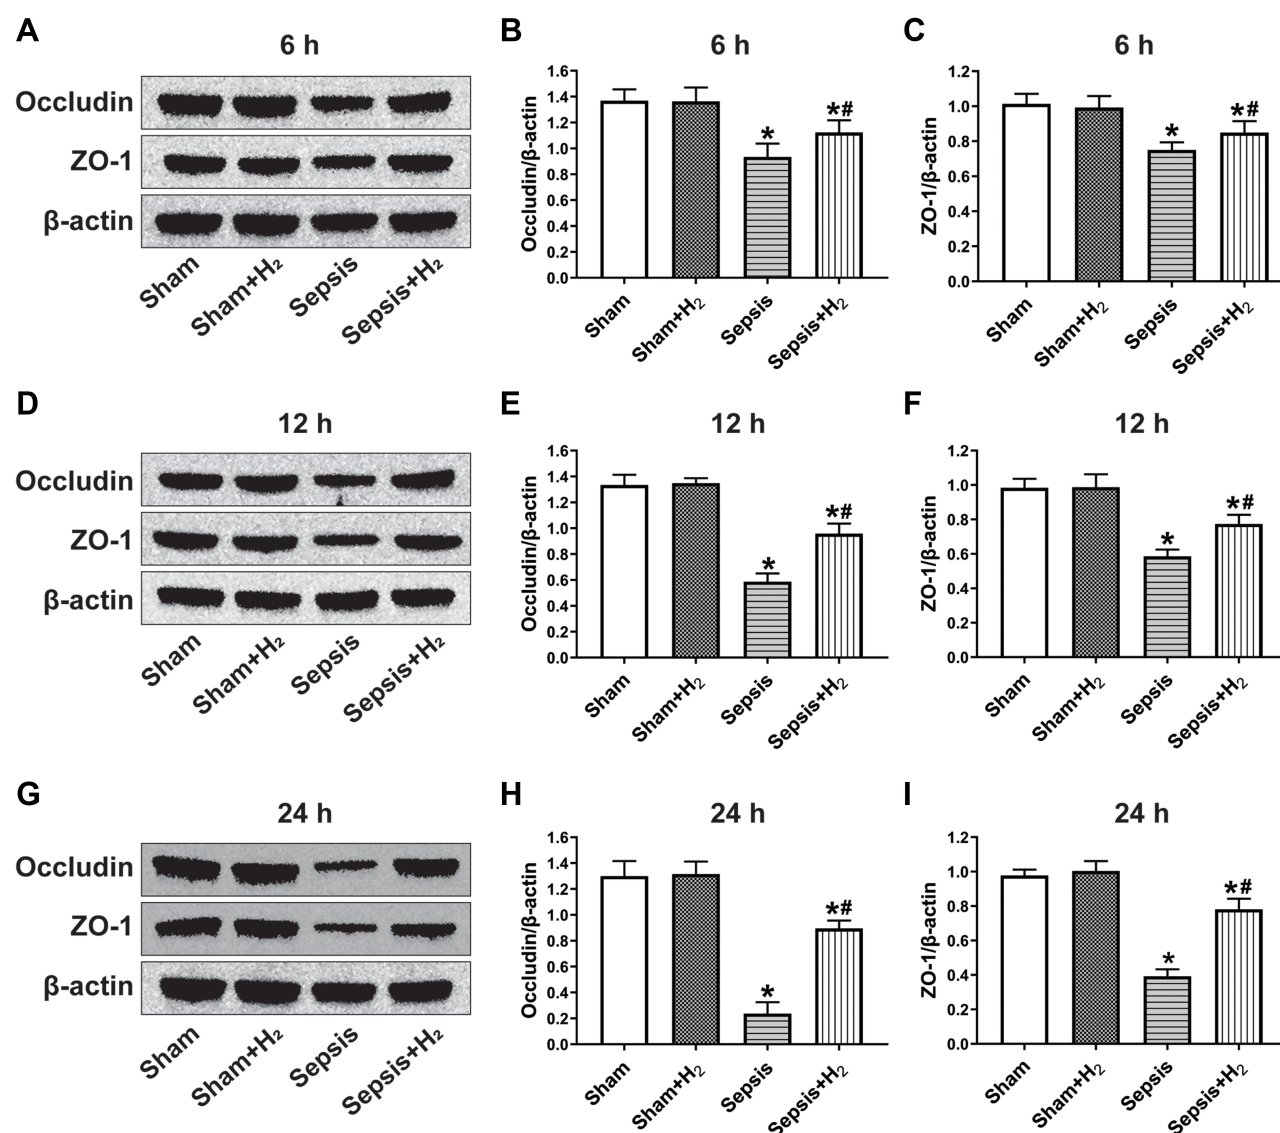 A
6 h
Occludin
ZO-1
β-actin
Sham
Sham+H₂
Sepsis
Sepsis+H₂
B
6 h
Occludin/β-actin
1.6
1.4
1.2
1.0
0.8
0.6
0.4
0.2
0.0
*
*#
Sham
Sham+H₂
Sepsis
Sepsis+H₂
C
6 h
ZO-1/β-actin
1.2
1.0
0.8
0.6
0.4
0.2
0.0
*
*#
Sham
Sham+H₂
Sepsis
Sepsis+H₂
D
12 h
Occludin
ZO-1
β-actin
Sham
Sham+H₂
Sepsis
Sepsis+H₂
E
12 h
Occludin/β-actin
1.6
1.4
1.2
1.0
0.8
0.6
0.4
0.2
0.0
*
*#
Sham
Sham+H₂
Sepsis
Sepsis+H₂
F
12 h
ZO-1/β-actin
1.2
1.0
0.8
0.6
0.4
0.2
0.0
*
*#
Sham
Sham+H₂
Sepsis
Sepsis+H₂
G
24 h
Occludin
ZO-1
β-actin
Sham
Sham+H₂
Sepsis
Sepsis+H₂
H
24 h
Occludin/β-actin
1.6
1.4
1.2
1.0
0.8
0.6
0.4
0.2
0.0
*
*#
Sham
Sham+H₂
Sepsis
Sepsis+H₂
I
24 h
ZO-1/β-actin
1.2
1.0
0.8
0.6
0.4
0.2
0.0
*
*#
Sham
Sham+H₂
Sepsis
Sepsis+H₂